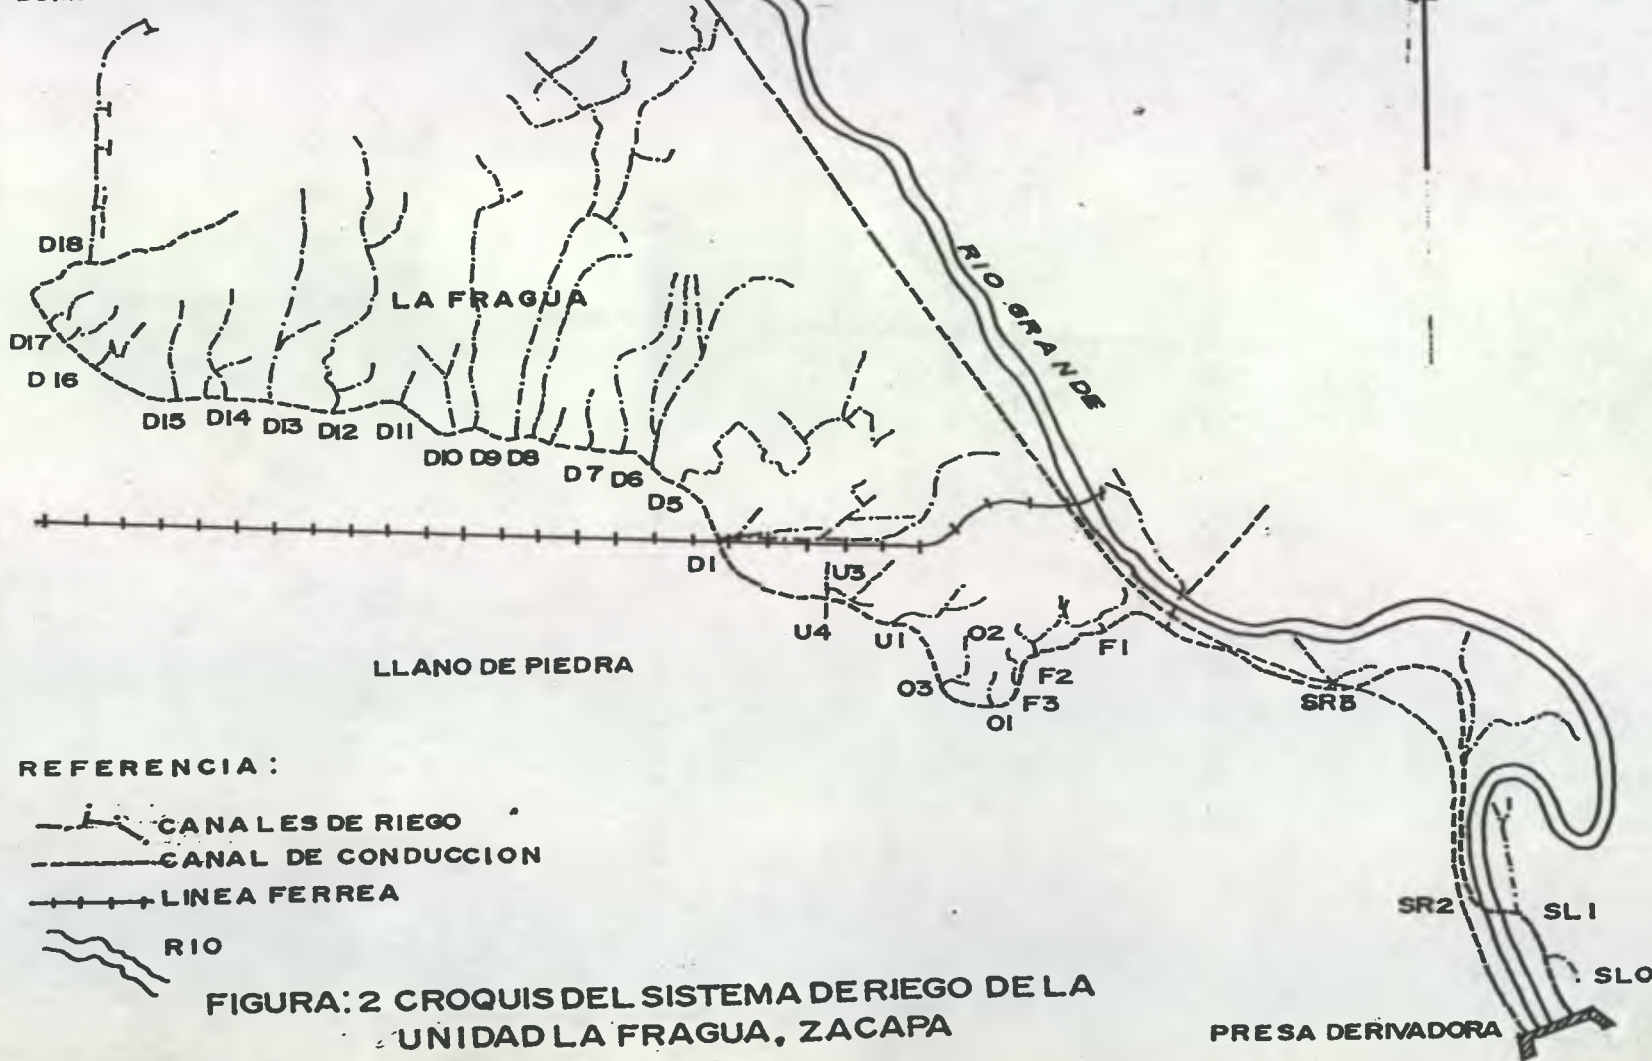 RIO GRANDE
D18
LA FRAGUA
D17
D16
D15
D14
D13
D12
D11
D10
D9
D8
D7
D6
D5
D1
U3
U4
U1
O2
F1
F2
O3
F3
O1
SR3
LLANO DE PIEDRA
REFERENCIA:
CANALES DE RIEGO
CANAL DE CONDUCCION
LINEA FERREA
RIO
SR2
SL1
SLO
FIGURA: 2 CROQUIS DEL SISTEMA DE RIEGO DE LA
UNIDAD LA FRAGUA, ZACAPA
PRESA DERIVADORA